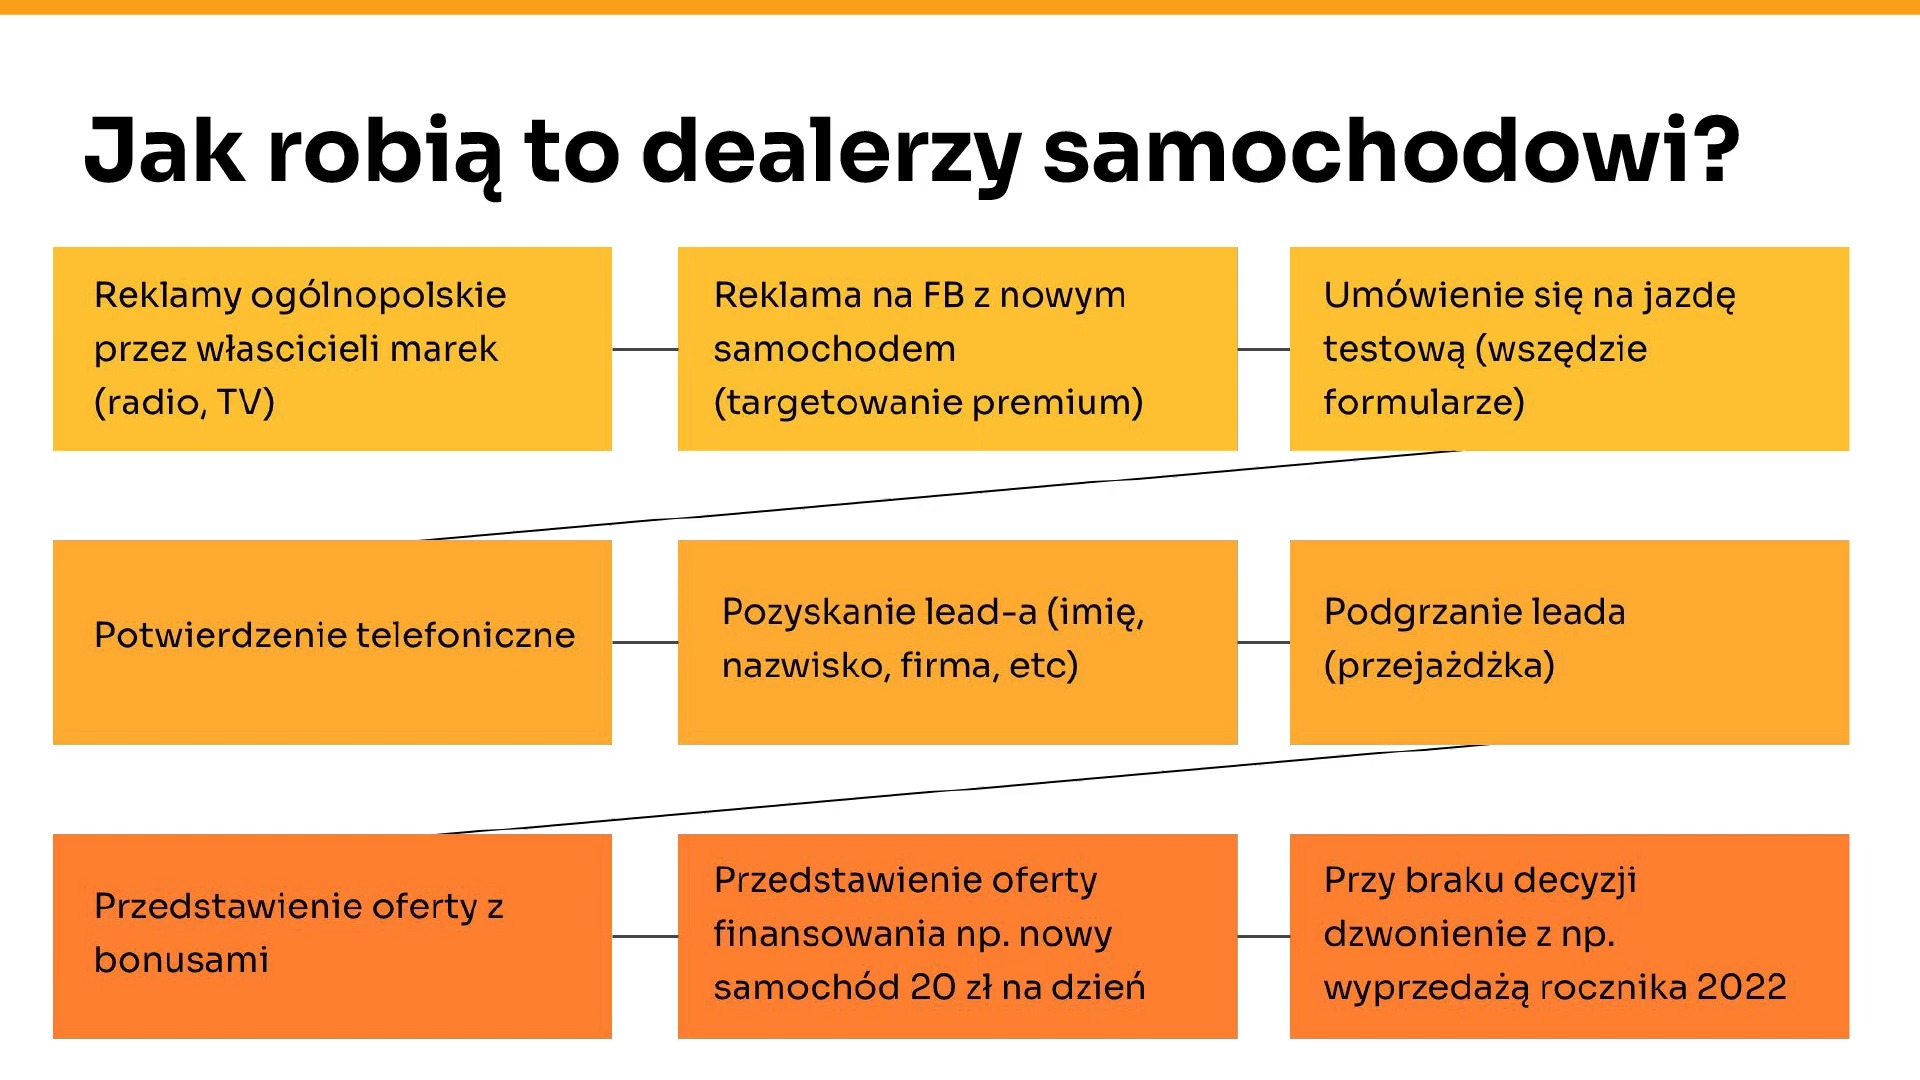 Jak robią to dealerzy samochodowi?
Reklamy ogólnopolskie
przez włascicieli marek
(radio, TV)
Reklama na FB z nowym
samochodem
(targetowanie premium)
Umówienie się na jazdę
testową (wszędzie
formularze)
Potwierdzenie telefoniczne
Pozyskanie lead-a (imię,
nazwisko, firma, etc)
Podgrzanie leada
(przejażdżka)
Przedstawienie oferty z
bonusami
Przedstawienie oferty
finansowania np. nowy
samochód 20 zł na dzień
Przy braku decyzji
dzwonienie z np.
wyprzedażą rocznika 2022